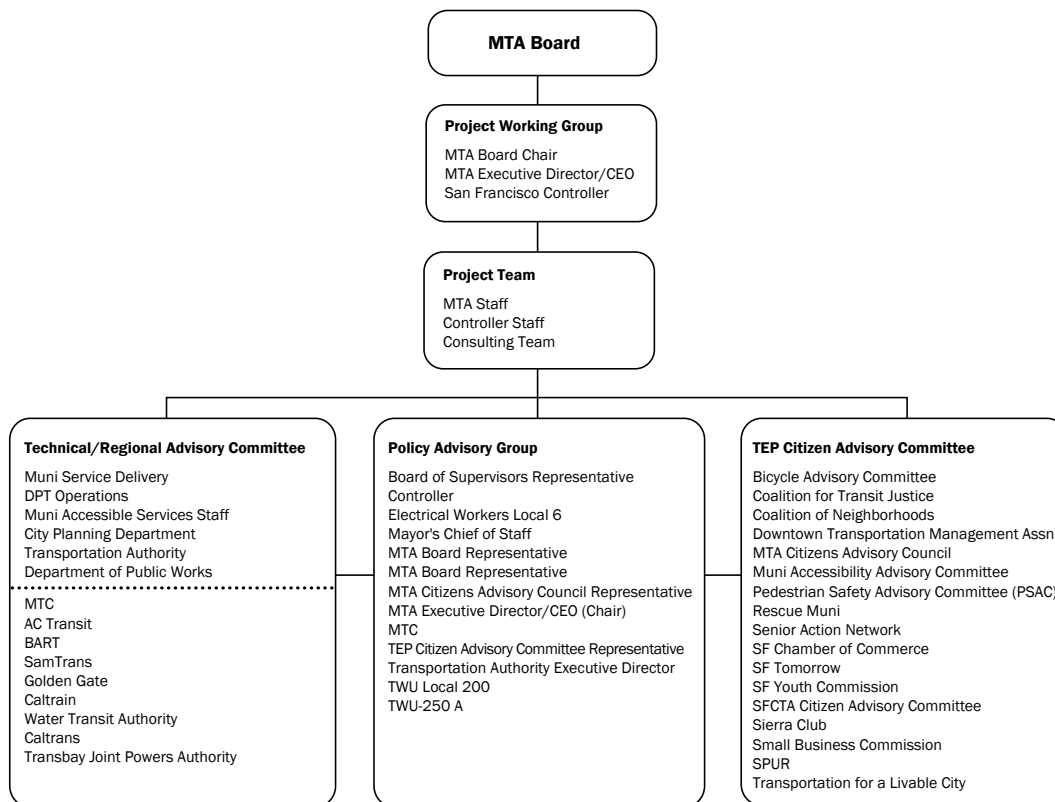 MTA Board
Project Working Group
MTA Board Chair
MTA Executive Director/CEO
San Francisco Controller
Project Team
MTA Staff
Controller Staff
Consulting Team
Technical/Regional Advisory Committee
Muni Service Delivery
DPT Operations
Muni Accessible Services Staff
City Planning Department
Transportation Authority
Department of Public Works
MTC
AC Transit
BART
SamTrans
Golden Gate
Caltrain
Water Transit Authority
Caltrans
Transbay Joint Powers Authority
Policy Advisory Group
Board of Supervisors Representative
Controller
Electrical Workers Local 6
Mayor's Chief of Staff
MTA Board Representative
MTA Board Representative
MTA Citizens Advisory Council Representative
MTA Executive Director/CEO (Chair)
MTC
TEP Citizen Advisory Committee Representative
Transportation Authority Executive Director
TWU Local 200
TWU-250 A
TEP Citizen Advisory Committee
Bicycle Advisory Committee
Coalition for Transit Justice
Coalition of Neighborhoods
Downtown Transportation Management Assn
MTA Citizens Advisory Council
Muni Accessibility Advisory Committee
Pedestrian Safety Advisory Committee (PSAC)
Rescue Muni
Senior Action Network
SF Chamber of Commerce
SF Tomorrow
SF Youth Commission
SFCTA Citizen Advisory Committee
Sierra Club
Small Business Commission
SPUR
Transportation for a Livable City